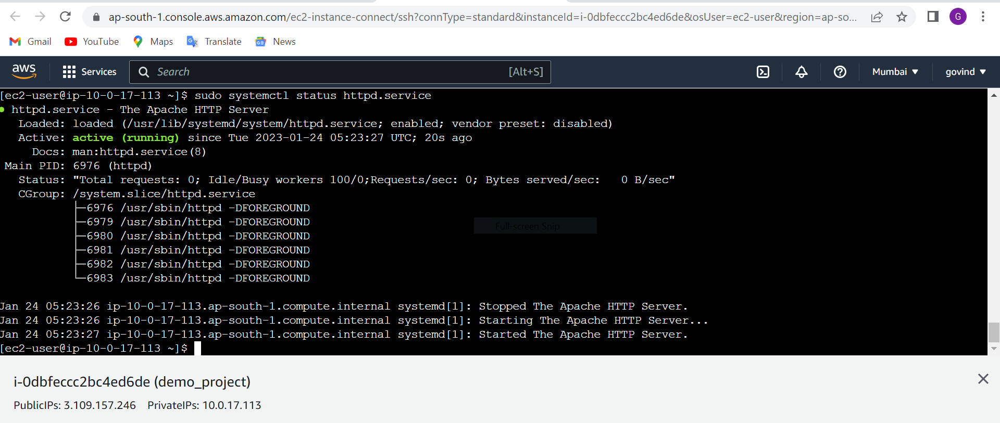 ap-south-1.console.aws.amazon.com/ec2-instance-connect/ssh?connType=standard&instanceId=i-0dbfeccc2bc4ed6de&osUser=ec2-user&region=ap-so...
G
Gmail YouTube Maps Translate News
aws Services Search [Alt+S] Mumbai govind
[ec2-user@ip-10-0-17-113 ~]$ sudo systemctl status httpd.service
● httpd.service - The Apache HTTP Server
Loaded: loaded (/usr/lib/systemd/system/httpd.service; enabled; vendor preset: disabled)
Active: active (running) since Tue 2023-01-24 05:23:27 UTC; 20s ago
Docs: man:httpd.service(8)
Main PID: 6976 (httpd)
Status: "Total requests: 0; Idle/Busy workers 100/0;Requests/sec: 0; Bytes served/sec:   0 B/sec"
CGroup: /system.slice/httpd.service
├─6976 /usr/sbin/httpd -DFOREGROUND
├─6979 /usr/sbin/httpd -DFOREGROUND
Full-screen Snip
├─6980 /usr/sbin/httpd -DFOREGROUND
├─6981 /usr/sbin/httpd -DFOREGROUND
├─6982 /usr/sbin/httpd -DFOREGROUND
└─6983 /usr/sbin/httpd -DFOREGROUND
Jan 24 05:23:26 ip-10-0-17-113.ap-south-1.compute.internal systemd[1]: Stopped The Apache HTTP Server.
Jan 24 05:23:26 ip-10-0-17-113.ap-south-1.compute.internal systemd[1]: Starting The Apache HTTP Server...
Jan 24 05:23:27 ip-10-0-17-113.ap-south-1.compute.internal systemd[1]: Started The Apache HTTP Server.
[ec2-user@ip-10-0-17-113 ~]$
i-0dbfeccc2bc4ed6de (demo_project)
PublicIPs: 3.109.157.246 PrivateIPs: 10.0.17.113